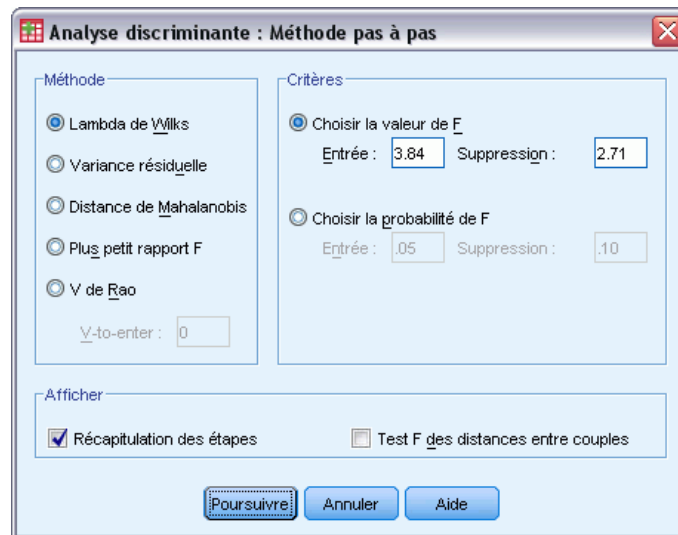 Analyse discriminante : Méthode pas à pas
Méthode
Lambda de Wilks
Variance résiduelle
Distance de Mahalanobis
Plus petit rapport F
V de Rao
V-to-enter : 0
Critères
Choisir la valeur de F
Entrée : 3.84 Suppression : 2.71
Choisir la probabilité de F
Entrée : .05 Suppression : .10
Afficher
Récapitulation des étapes
Test F des distances entre couples
Poursuivre Annuler Aide